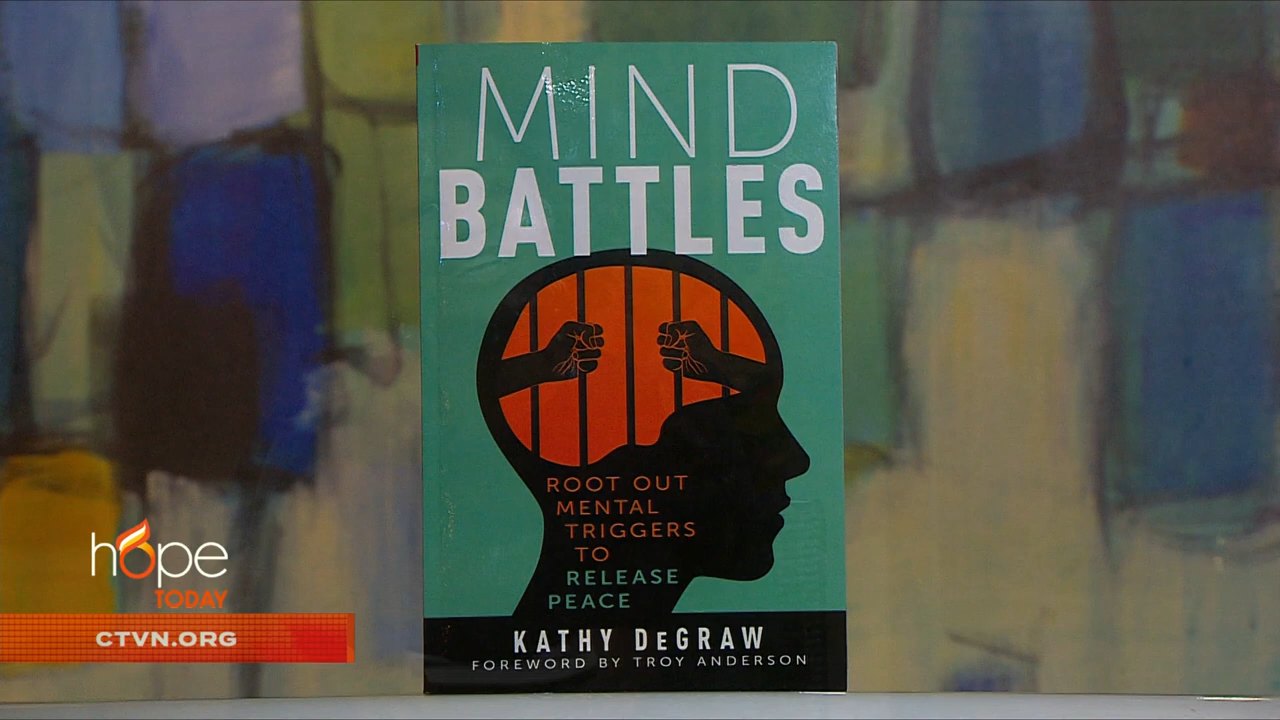 MIND
BATTLES
ROOT OUT
MENTAL
TRIGGERS
TO
RELEASE
PEACE
KATHY DeGRAW
FOREWORD BY TROY ANDERSON
hope
TODAY
CTVN.ORG